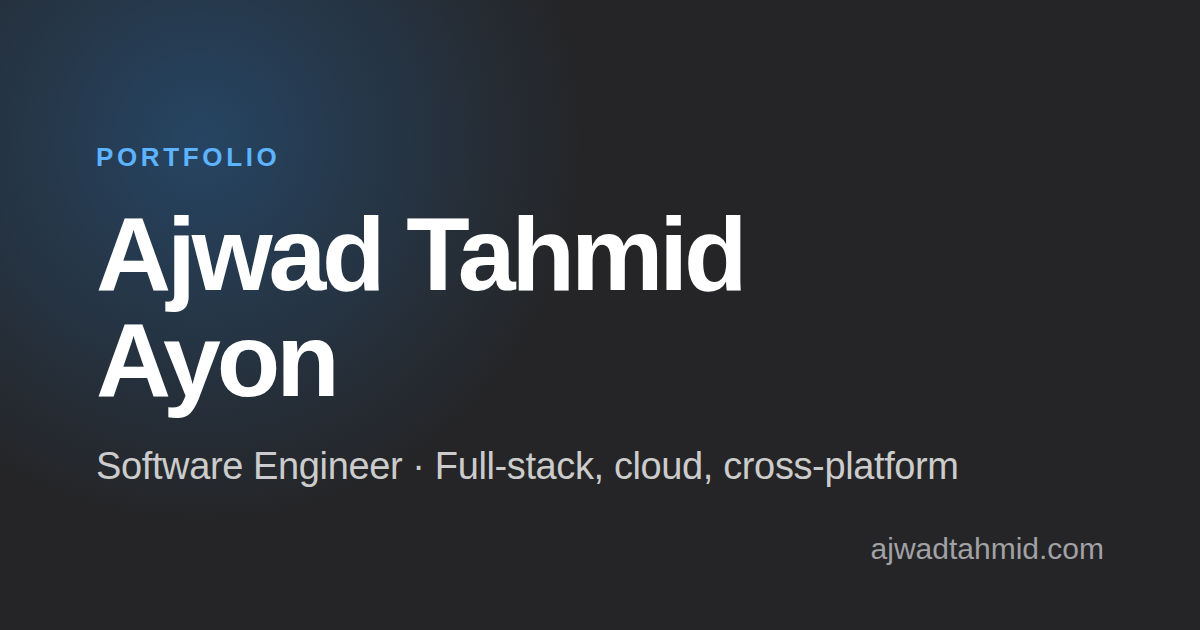 PORTFOLIO
Ajwad Tahmid
Ayon
Software Engineer · Full-stack, cloud, cross-platform
ajwadtahmid.com